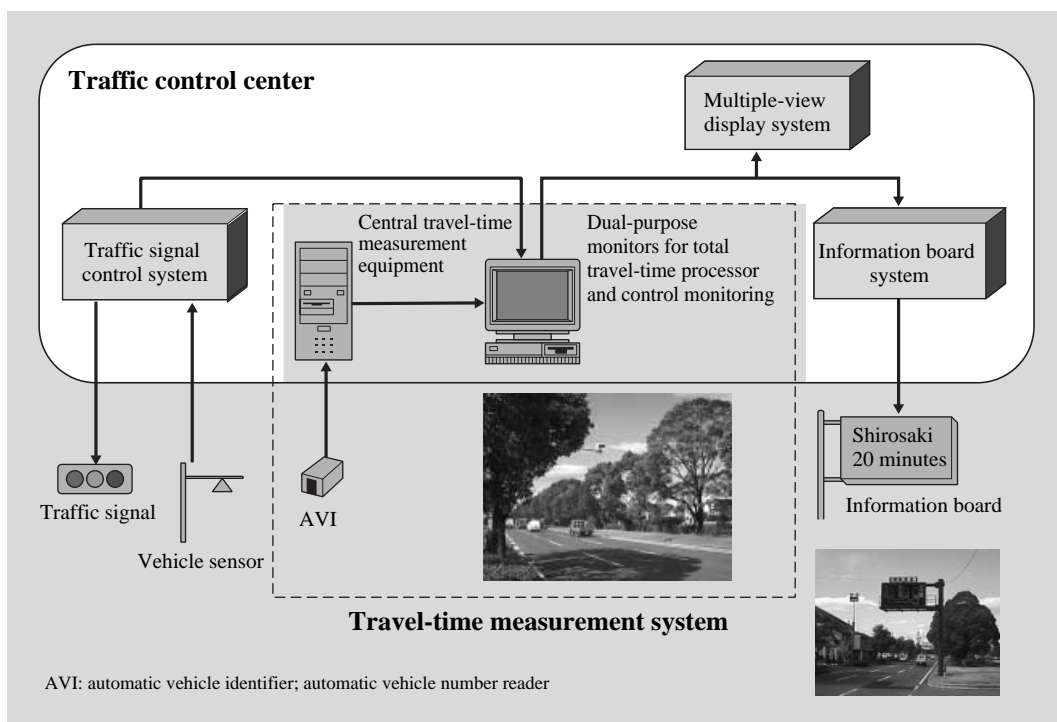 Traffic control center
Multiple-view
display system
Traffic signal
control system
Central travel-time
measurement
equipment
Dual-purpose
monitors for total
travel-time processor
and control monitoring
Information board
system
Traffic signal
Vehicle sensor
AVI
Shirosaki
20 minutes
Information board
Travel-time measurement system
AVI: automatic vehicle identifier; automatic vehicle number reader